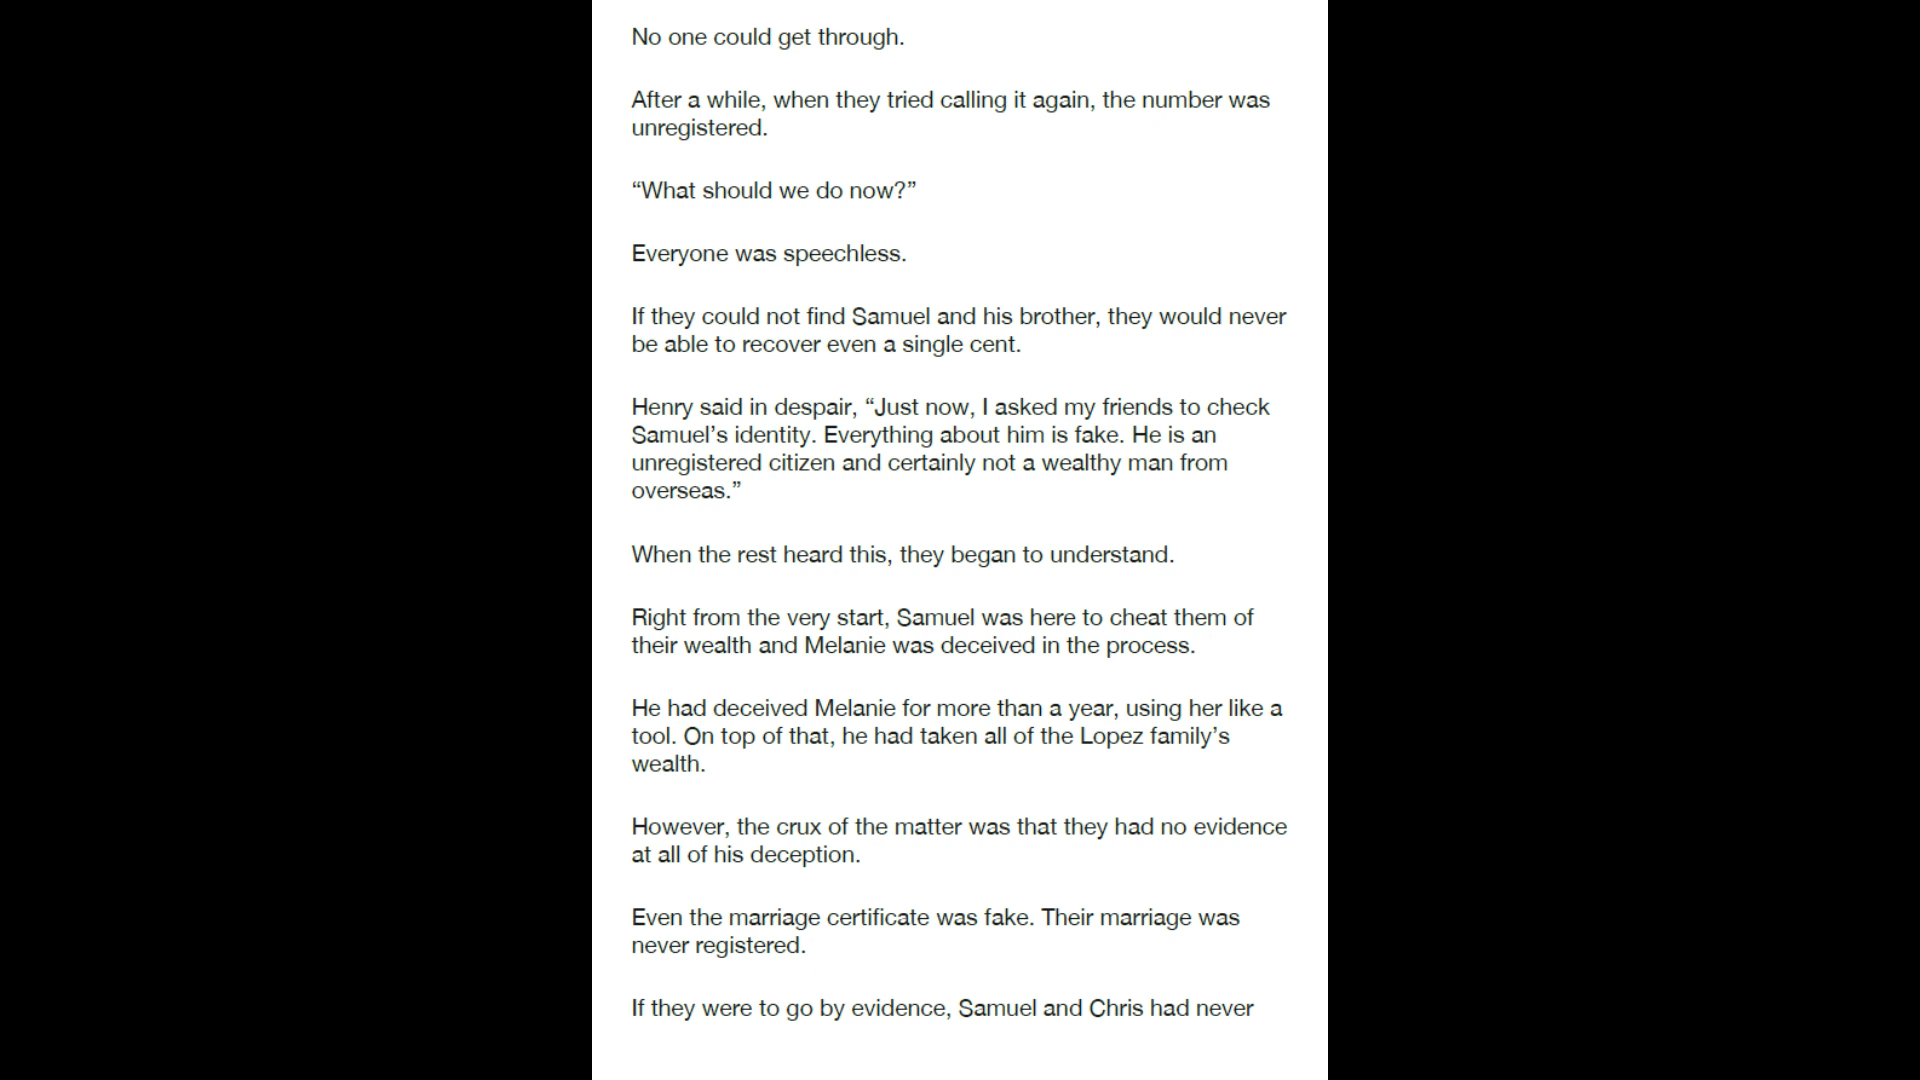 No one could get through.
After a while, when they tried calling it again, the number was
unregistered.
“What should we do now?”
Everyone was speechless.
If they could not find Samuel and his brother, they would never
be able to recover even a single cent.
Henry said in despair, “Just now, I asked my friends to check
Samuel’s identity. Everything about him is fake. He is an
unregistered citizen and certainly not a wealthy man from
overseas.”
When the rest heard this, they began to understand.
Right from the very start, Samuel was here to cheat them of
their wealth and Melanie was deceived in the process.
He had deceived Melanie for more than a year, using her like a
tool. On top of that, he had taken all of the Lopez family’s
wealth.
However, the crux of the matter was that they had no evidence
at all of his deception.
Even the marriage certificate was fake. Their marriage was
never registered.
If they were to go by evidence, Samuel and Chris had never